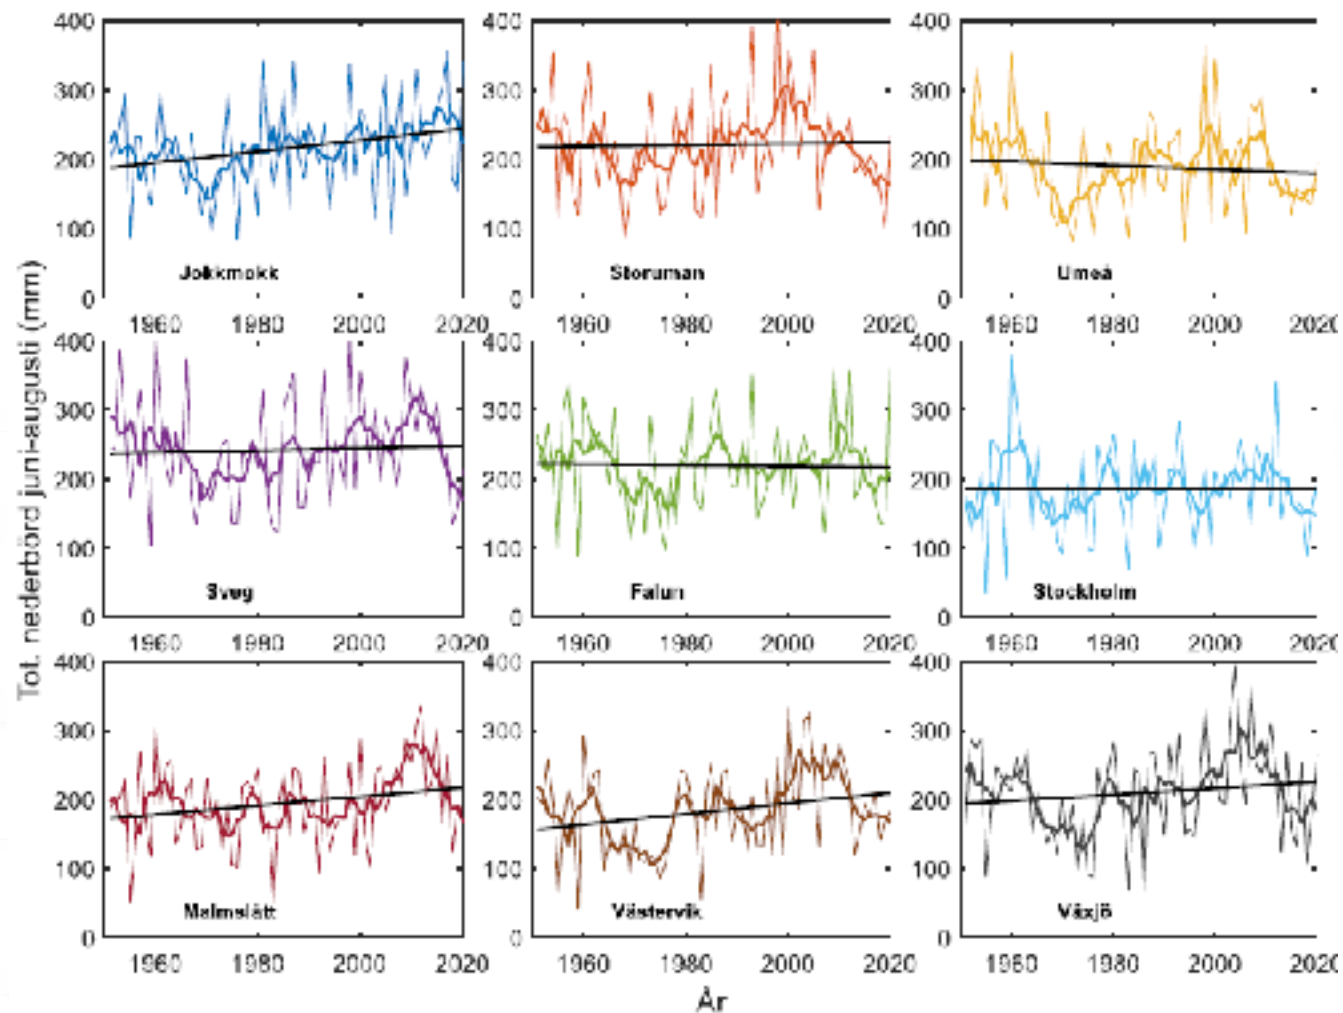 400 400 400
300 300 300
200 200 200
100 100 100
Jokkmokk Storuman Umeå
0 0 0
1960 1980 2000 2020 1960 1980 2000 1960 1980 2000 2020
400 400 400
300 300 300
200 200 200
100 100 100
Sveg Falun Stockholm
0 0 0
1960 1980 2000 2020 1960 1980 2000 1960 1980 2000 2020
400 400 400
300 300 300
200 200 200
100 100 100
Malmslätt Västervik Växjö
0 0 0
1960 1980 2000 2020 1960 1980 2000 1960 1980 2000 2020
Tot. nederbörd juni-augusti (mm)
År